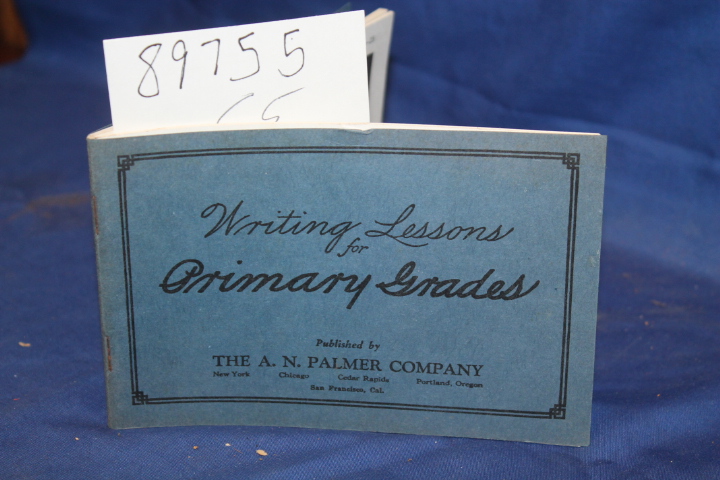 89755
Writing Lessons
for
Primary Grades
Published by
THE A. N. PALMER COMPANY
New York Chicago Cedar Rapids Portland, Oregon
San Francisco, Cal.